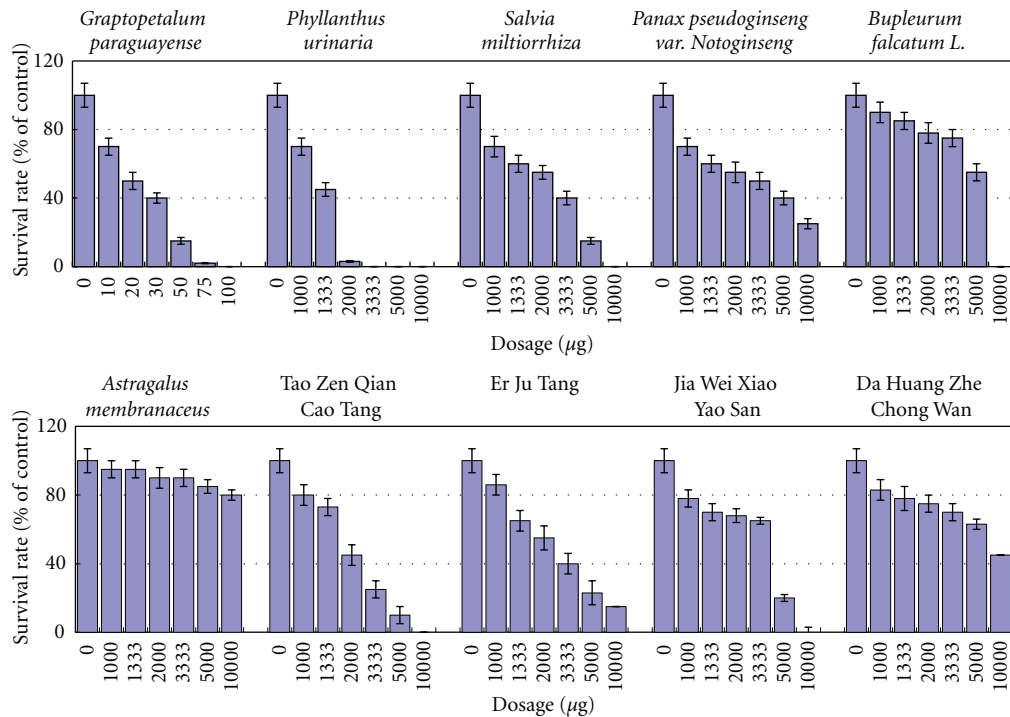 Graptopetalum
paraguayense
Phyllanthus
urinaria
Salvia
miltiorrhiza
Panax pseudoginseng
var. Notoginseng
Bupleurum
falcatum L.
Survival rate (% of control)
120
80
40
0
0 10 20 30 50 75 100
0 1000 1333 2000 3333 5000 10000
0 1000 1333 2000 3333 5000 10000
0 1000 1333 2000 3333 5000 10000
0 1000 1333 2000 3333 5000 10000
Dosage (μg)
Astragalus
membranaceus
Tao Zen Qian
Cao Tang
Er Ju Tang
Jia Wei Xiao
Yao San
Da Huang Zhe
Chong Wan
Survival rate (% of control)
120
80
40
0
0 1000 1333 2000 3333 5000 10000
0 1000 1333 2000 3333 5000 10000
0 1000 1333 2000 3333 5000 10000
0 1000 1333 2000 3333 5000 10000
0 1000 1333 2000 3333 5000 10000
Dosage (μg)